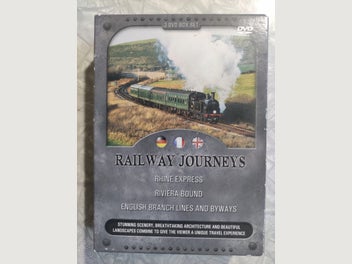 3 DVD BOX SET
DVD
RAILWAY JOURNEYS
RHINE EXPRESS
RIVIERA BOUND
ENGLISH BRANCH LINES AND BYWAYS
STUNNING SCENERY, BREATHTAKING ARCHITECTURE AND BEAUTIFUL
LANDSCAPES COMBINE TO GIVE THE VIEWER A UNIQUE TRAVEL EXPERIENCE